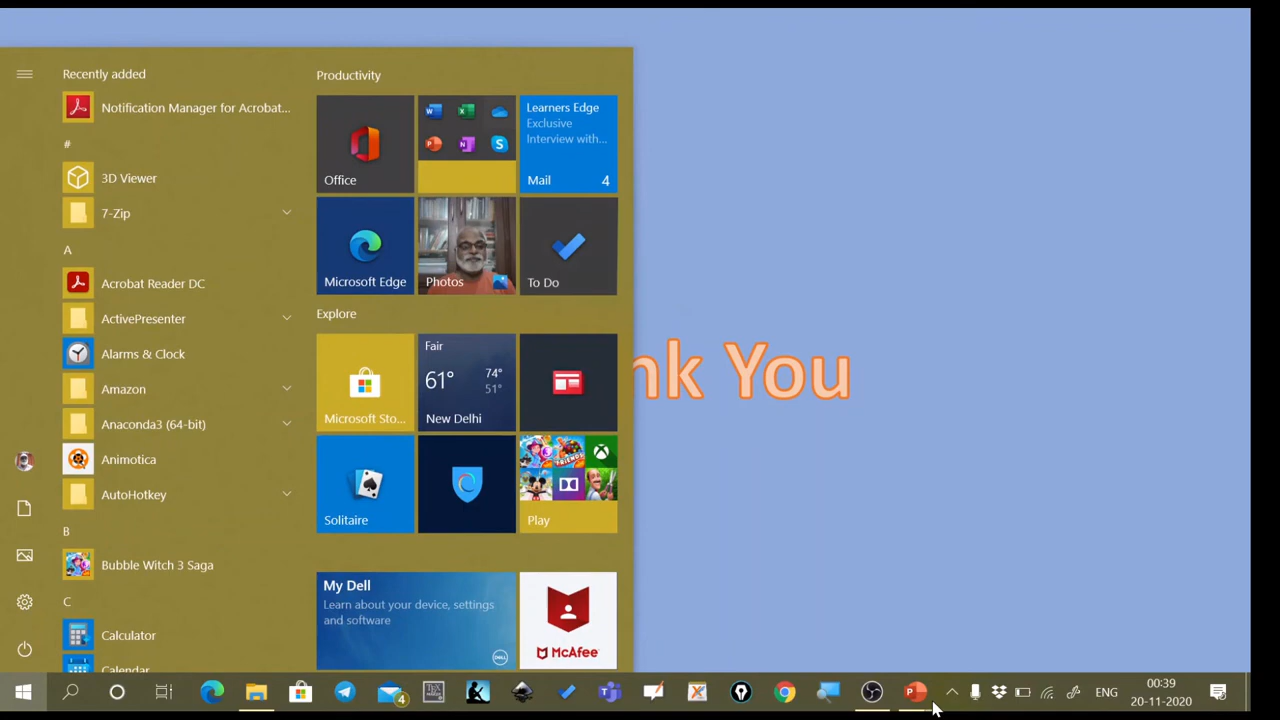 Recently added
Notification Manager for Acrobat...
#
3D Viewer
7-Zip
A
Acrobat Reader DC
ActivePresenter
Alarms & Clock
Amazon
Anaconda3 (64-bit)
Animotica
AutoHotkey
B
Bubble Witch 3 Saga
C
Calculator
Calendar
Productivity
Office
Learners Edge
Exclusive
Interview with...
Mail 4
Microsoft Edge
Photos
To Do
Explore
Microsoft Sto...
Fair
61° 74°
51°
New Delhi
Solitaire
Play
My Dell
Learn about your device, settings
and software
DELL
McAfee
nk You
4
ENG
00:39
20-11-2020